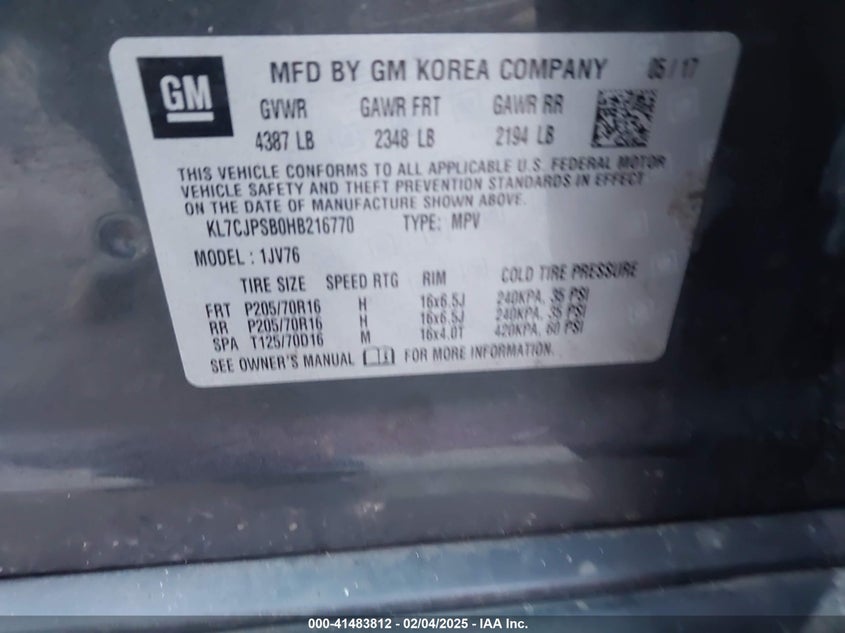 GM
MFD BY GM KOREA COMPANY 05/17
GVWR GAWR FRT GAWR RR
4387 LB 2348 LB 2194 LB
THIS VEHICLE CONFORMS TO ALL APPLICABLE U.S. FEDERAL MOTOR
VEHICLE SAFETY AND THEFT PREVENTION STANDARDS IN EFFECT
ON THE DATE OF MANUFACTURE SHOWN ABOVE.
KL7CJPSB0HB216770 TYPE: MPV
MODEL : 1JV76
TIRE SIZE SPEED RTG RIM COLD TIRE PRESSURE
FRT P205/70R16 H 16x6.5J 240KPA, 35 PSI
RR P205/70R16 H 16x6.5J 240KPA, 35 PSI
SPA T125/70D16 M 16x4.0T 420KPA, 60 PSI
SEE OWNER'S MANUAL FOR MORE INFORMATION.
000-41483812 - 02/04/2025 - IAA Inc.